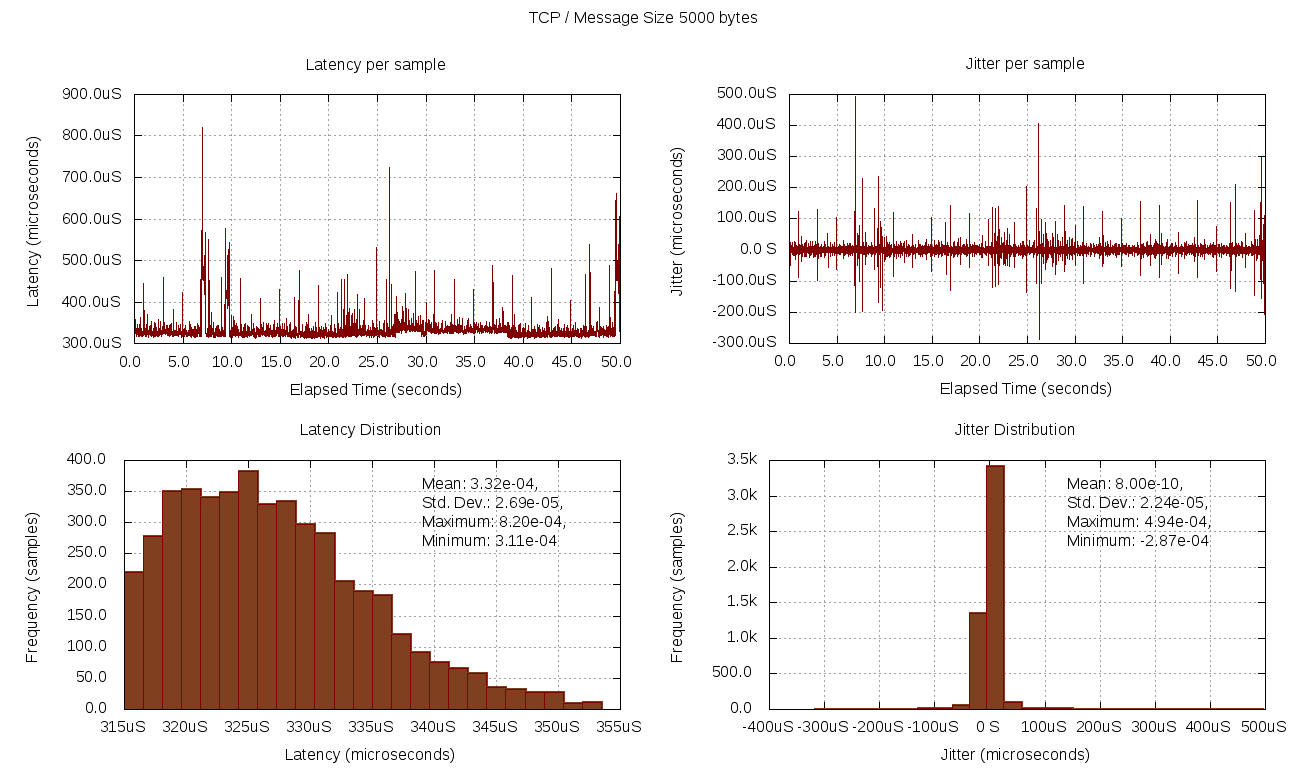 TCP / Message Size 5000 bytes
Latency per sample
900.0uS
800.0uS
700.0uS
600.0uS
500.0uS
400.0uS
300.0uS
Latency (microseconds)
0.0 5.0 10.0 15.0 20.0 25.0 30.0 35.0 40.0 45.0 50.0
Elapsed Time (seconds)
Jitter per sample
500.0uS
400.0uS
300.0uS
200.0uS
100.0uS
0.0 S
-100.0uS
-200.0uS
-300.0uS
Jitter (microseconds)
0.0 5.0 10.0 15.0 20.0 25.0 30.0 35.0 40.0 45.0 50.0
Elapsed Time (seconds)
Latency Distribution
400.0
350.0
300.0
250.0
200.0
150.0
100.0
50.0
0.0
Frequency (samples)
Mean: 3.32e-04,
Std. Dev.: 2.69e-05,
Maximum: 8.20e-04,
Minimum: 3.11e-04
315uS 320uS 325uS 330uS 335uS 340uS 345uS 350uS 355uS
Latency (microseconds)
Jitter Distribution
3.5k
3.0k
2.5k
2.0k
1.5k
1.0k
500.0
0.0
Frequency (samples)
Mean: 8.00e-10,
Std. Dev.: 2.24e-05,
Maximum: 4.94e-04,
Minimum: -2.87e-04
-400uS -300uS -200uS -100uS 0 S 100uS 200uS 300uS 400uS 500uS
Jitter (microseconds)